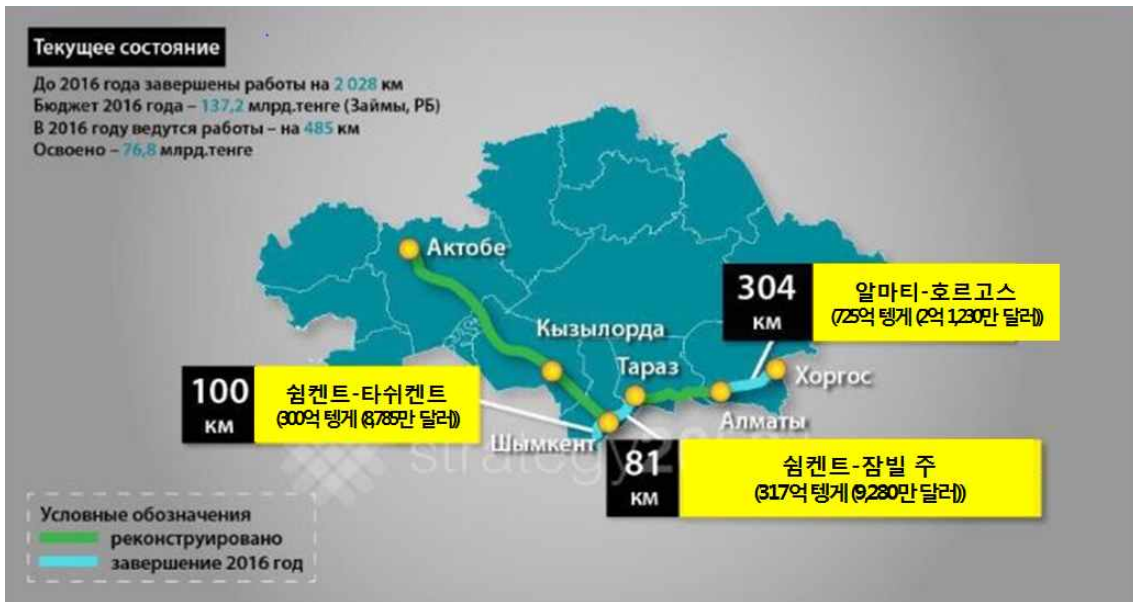 Текущее состояние
До 2016 года завершены работы на 2 028 км
Бюджет 2016 года – 137,2 млрд.тенге (Займы, РБ)
В 2016 году ведутся работы – на 485 км
Освоено – 76,8 млрд.тенге
Актобе
304
км
알마티-호르고스
(725억 텡게 (2억 1,230만 달러))
Кызылорда
Тараз
Хоргос
100
км
쉼켄트-타쉬켄트
(300억 텡게 (8,785만 달러))
Алматы
Шымкент
strategy
81
км
쉼켄트-잠빌 주
(317억 텡게 (9,280만 달러))
Условные обозначения
реконструировано
завершение 2016 год